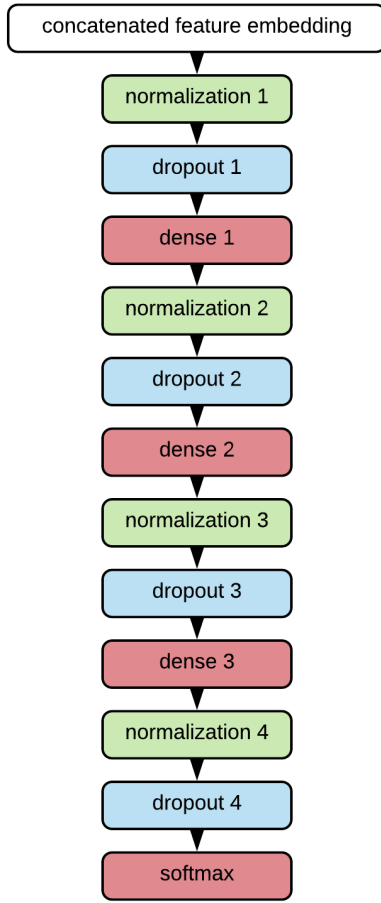 concatenated feature embedding
normalization 1
dropout 1
dense 1
normalization 2
dropout 2
dense 2
normalization 3
dropout 3
dense 3
normalization 4
dropout 4
softmax